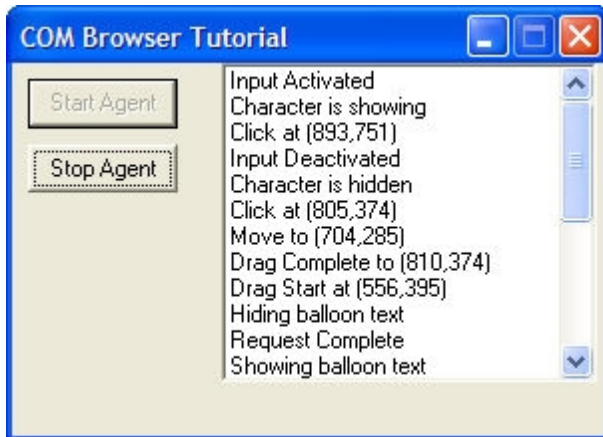 COM Browser Tutorial
Start Agent
Stop Agent
Input Activated
Character is showing
Click at (893,751)
Input Deactivated
Character is hidden
Click at (805,374)
Move to (704,285)
Drag Complete to (810,374)
Drag Start at (556,395)
Hiding balloon text
Request Complete
Showing balloon text